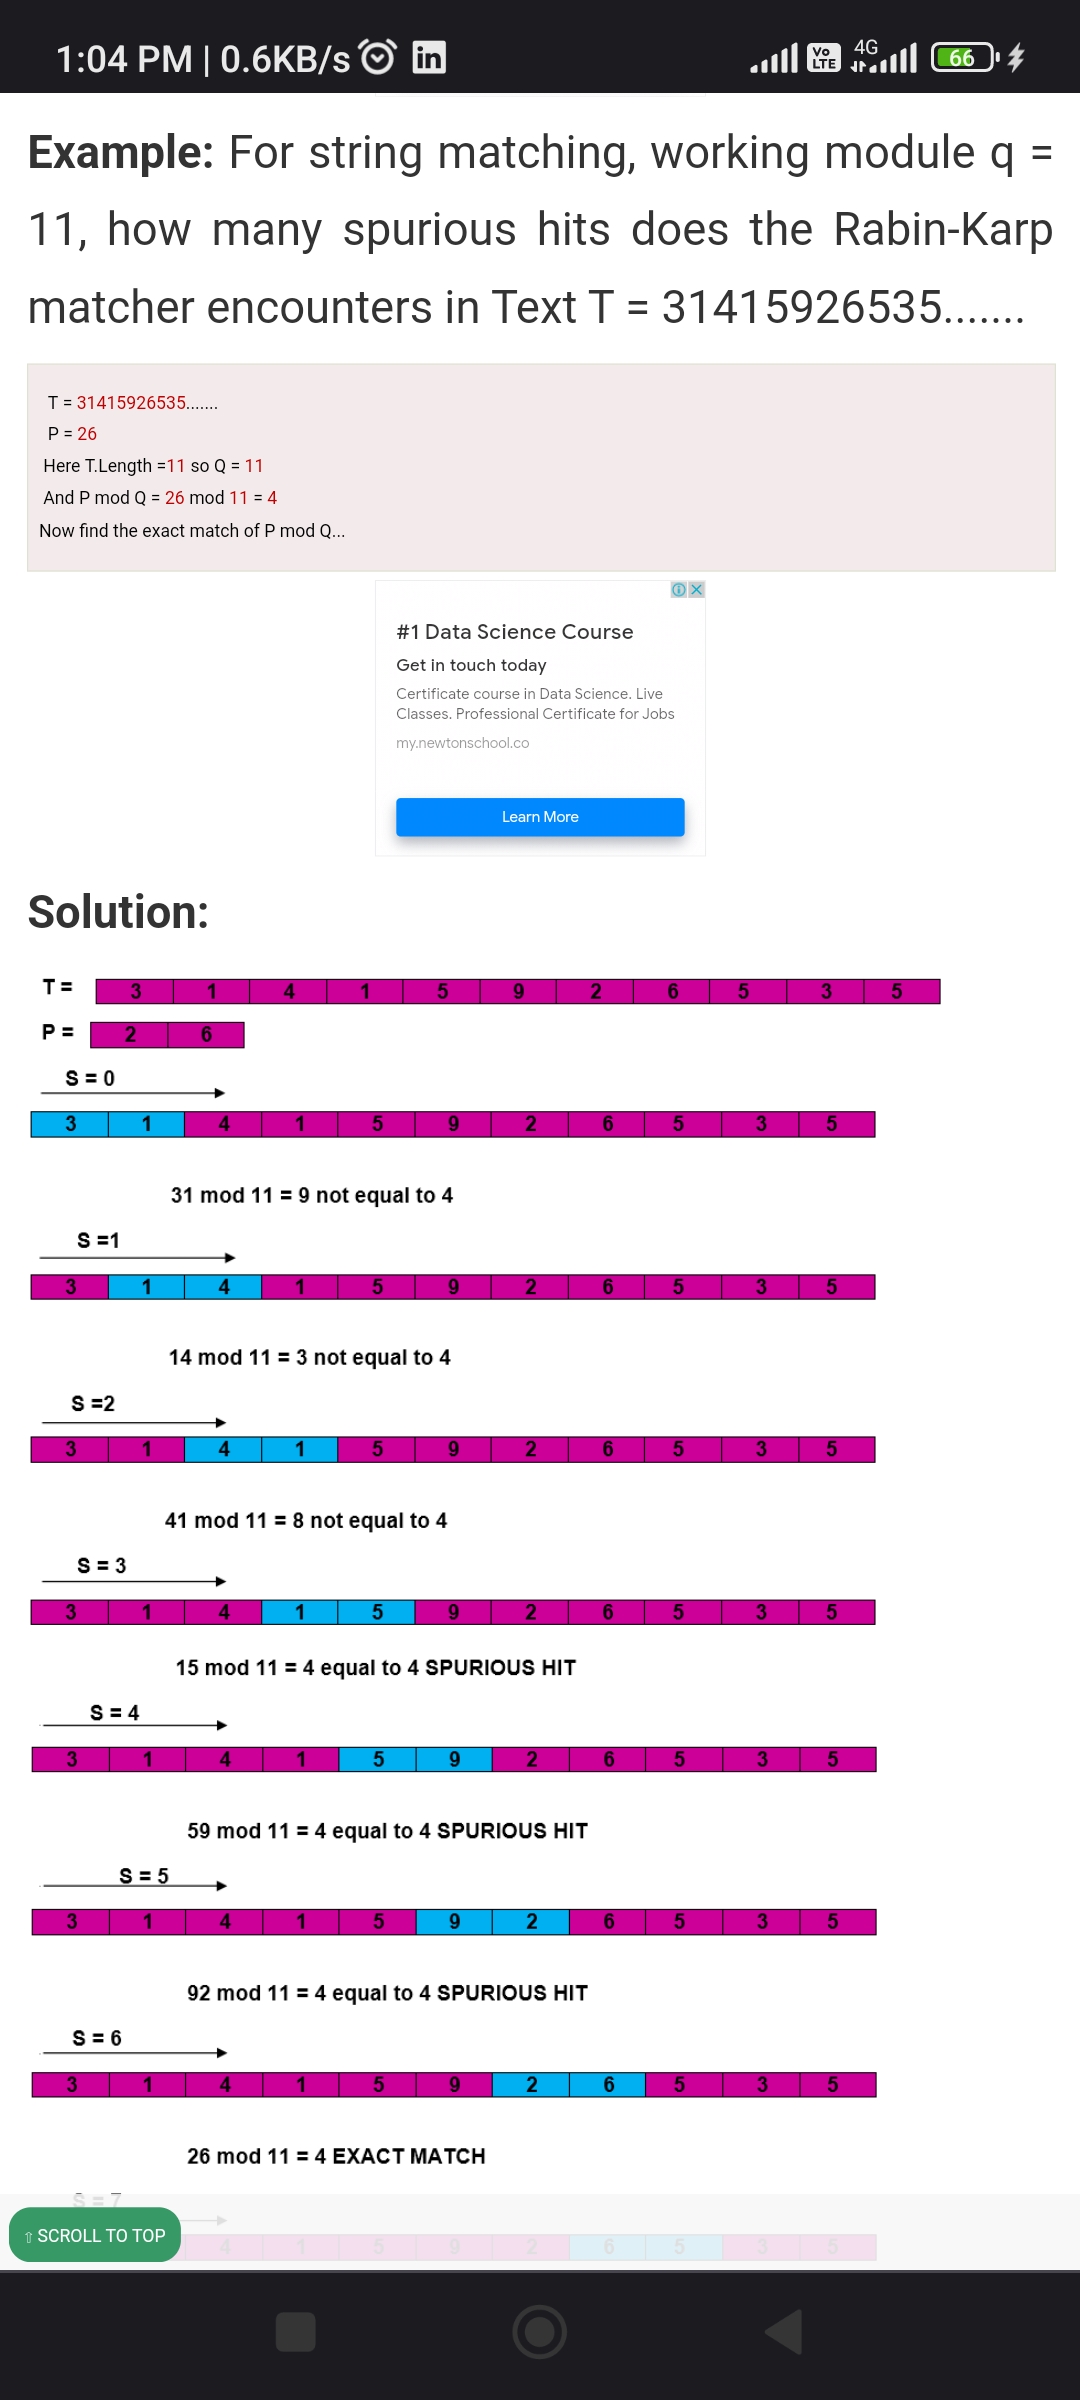 1:04 PM | 0.6KB/s in Vo LTE 4G 66
Example: For string matching, working module q =
11, how many spurious hits does the Rabin-Karp
matcher encounters in Text T = 31415926535.......
T = 31415926535.......
P = 26
Here T.Length =11 so Q = 11
And P mod Q = 26 mod 11 = 4
Now find the exact match of P mod Q...
#1 Data Science Course
Get in touch today
Certificate course in Data Science. Live
Classes. Professional Certificate for Jobs
my.newtonschool.co
Learn More
Solution:
T = 3 1 4 1 5 9 2 6 5 3 5
P = 2 6
S = 0
3 1 4 1 5 9 2 6 5 3 5
31 mod 11 = 9 not equal to 4
S =1
3 1 4 1 5 9 2 6 5 3 5
14 mod 11 = 3 not equal to 4
S =2
3 1 4 1 5 9 2 6 5 3 5
41 mod 11 = 8 not equal to 4
S = 3
3 1 4 1 5 9 2 6 5 3 5
15 mod 11 = 4 equal to 4 SPURIOUS HIT
S = 4
3 1 4 1 5 9 2 6 5 3 5
59 mod 11 = 4 equal to 4 SPURIOUS HIT
S = 5
3 1 4 1 5 9 2 6 5 3 5
92 mod 11 = 4 equal to 4 SPURIOUS HIT
S = 6
3 1 4 1 5 9 2 6 5 3 5
26 mod 11 = 4 EXACT MATCH
S = 7
⇧ SCROLL TO TOP
4 1 5 9 2 6 5 3 5